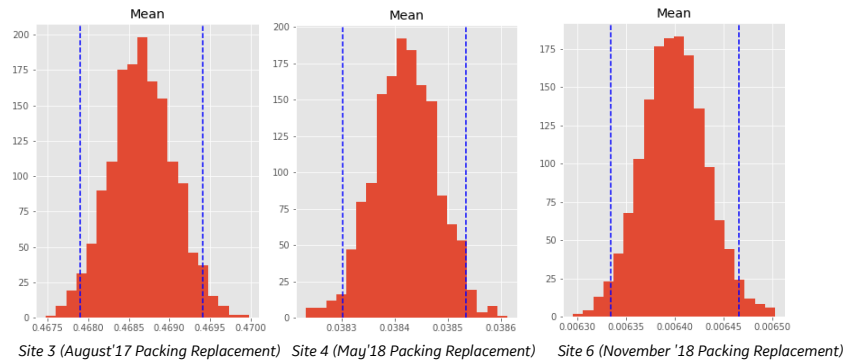 Mean
200
175
150
125
100
75
50
25
0
0.4675 0.4680 0.4685 0.4690 0.4695 0.4700
Site 3 (August'17 Packing Replacement)
Mean
200
175
150
125
100
75
50
25
0
0.0383 0.0384 0.0385 0.0386
Site 4 (May'18 Packing Replacement)
Mean
175
150
125
100
75
50
25
0
0.00630 0.00635 0.00640 0.00645 0.00650
Site 6 (November '18 Packing Replacement)